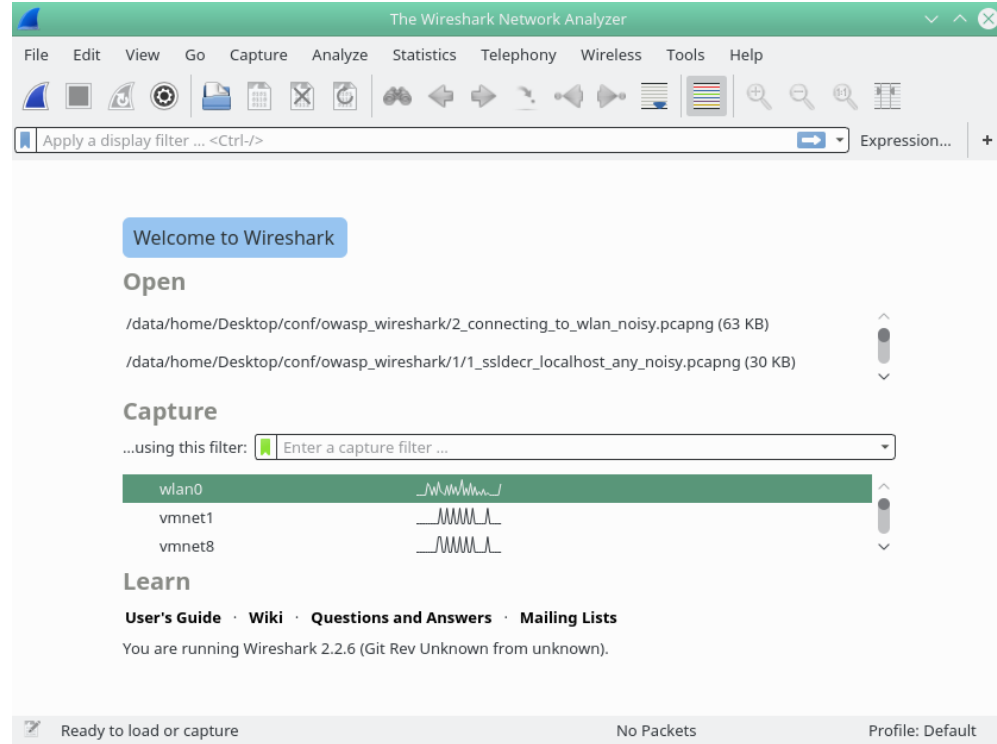 The Wireshark Network Analyzer
File Edit View Go Capture Analyze Statistics Telephony Wireless Tools Help
Apply a display filter ... <Ctrl-/> Expression... +
Welcome to Wireshark
Open
/data/home/Desktop/conf/owasp_wireshark/2_connecting_to_wlan_noisy.pcapng (63 KB)
/data/home/Desktop/conf/owasp_wireshark/1/1_ssldecr_localhost_any_noisy.pcapng (30 KB)
Capture
...using this filter: Enter a capture filter ...
wlan0
vmnet1
vmnet8
Learn
User's Guide · Wiki · Questions and Answers · Mailing Lists
You are running Wireshark 2.2.6 (Git Rev Unknown from unknown).
Ready to load or capture No Packets Profile: Default